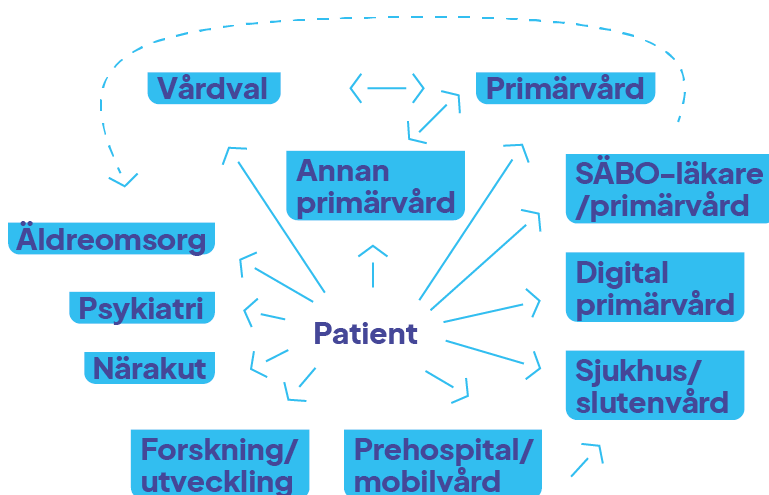 Vårdval
Primärvård
Annan
primärvård
SÄBO-läkare
/primärvård
Äldreomsorg
Digital
primärvård
Psykiatri
Patient
Närakut
Sjukhus/
slutenvård
Forskning/
utveckling
Prehospital/
mobilvård